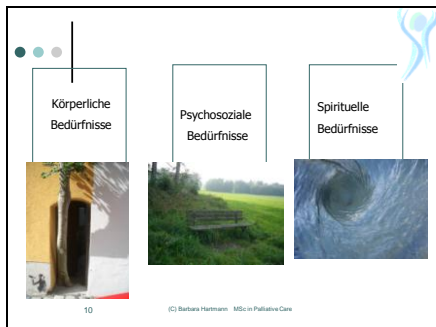 Körperliche
Bedürfnisse
Psychosoziale
Bedürfnisse
Spirituelle
Bedürfnisse
10
(C) Barbara Hartmann MSc in Palliative Care